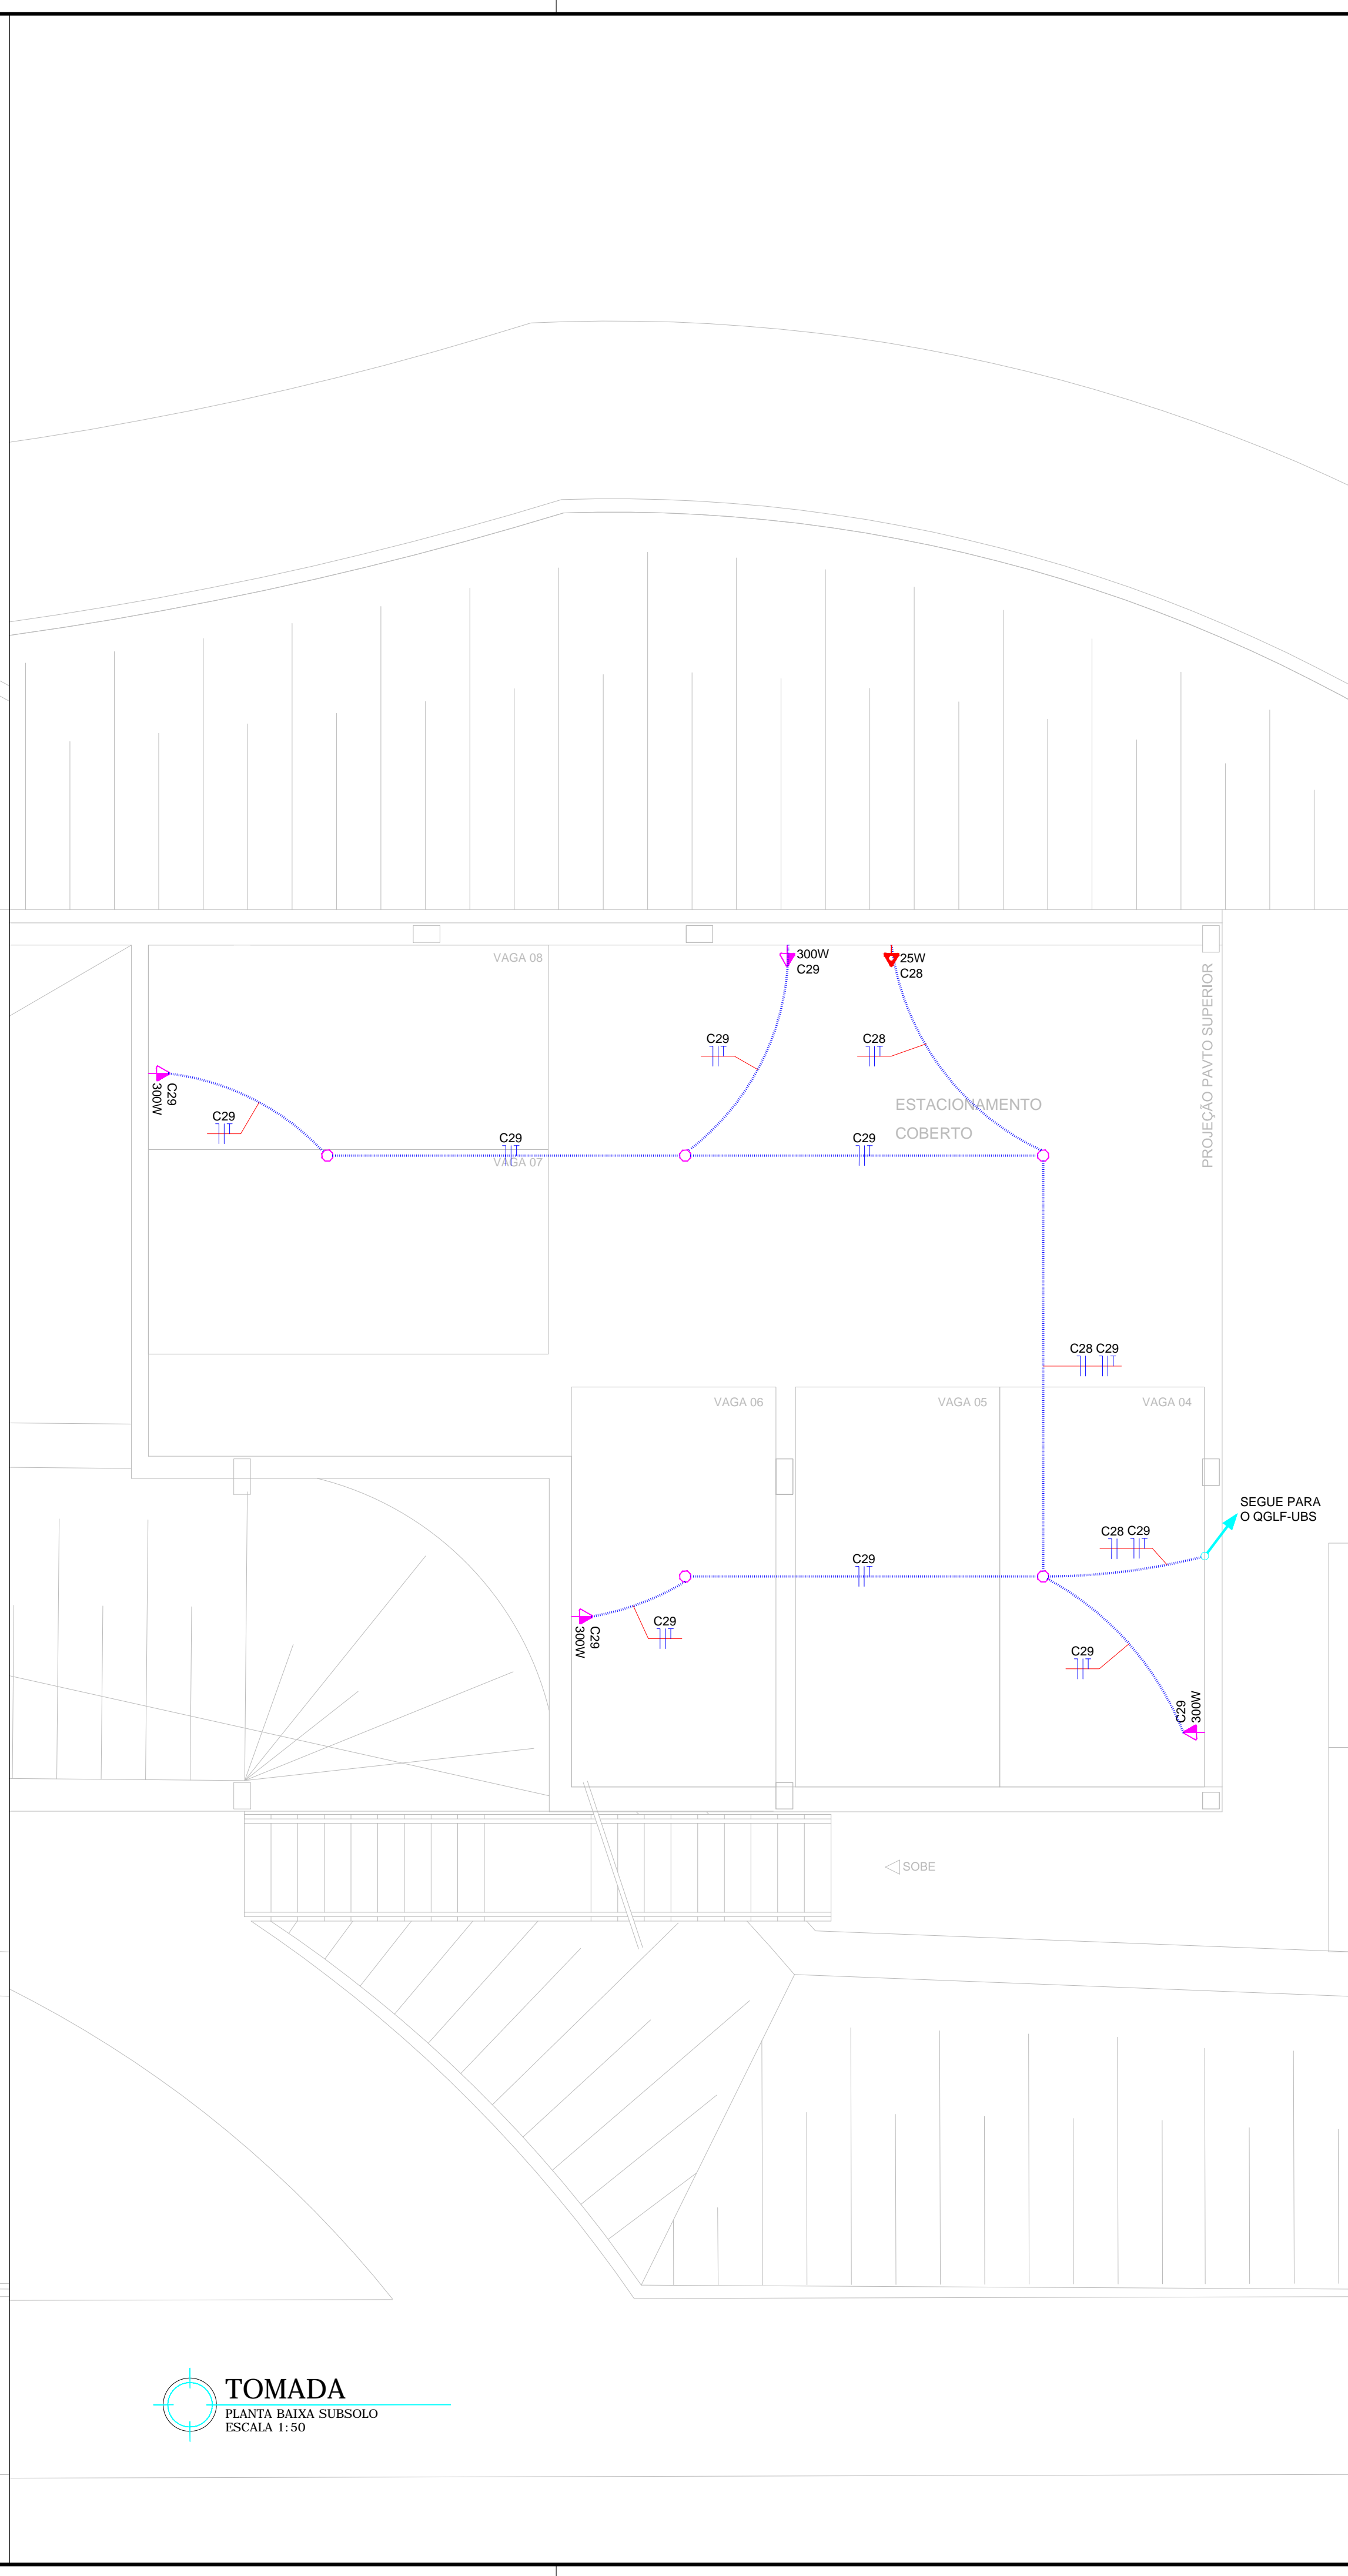 VAGA 08
300W
C29
25W
C28
PROJEÇÃO PAVTO SUPERIOR
C29
C28
C29
300W
C29
ESTACIONAMENTO
COBERTO
C29
C29
VAGA 07
C28 C29
VAGA 06
VAGA 05
VAGA 04
SEGUE PARA
O QGLF-UBS
C28 C29
C29
C29
300W
C29
C29
C29
300W
SOBE
TOMADA
PLANTA BAIXA SUBSOLO
ESCALA 1:50